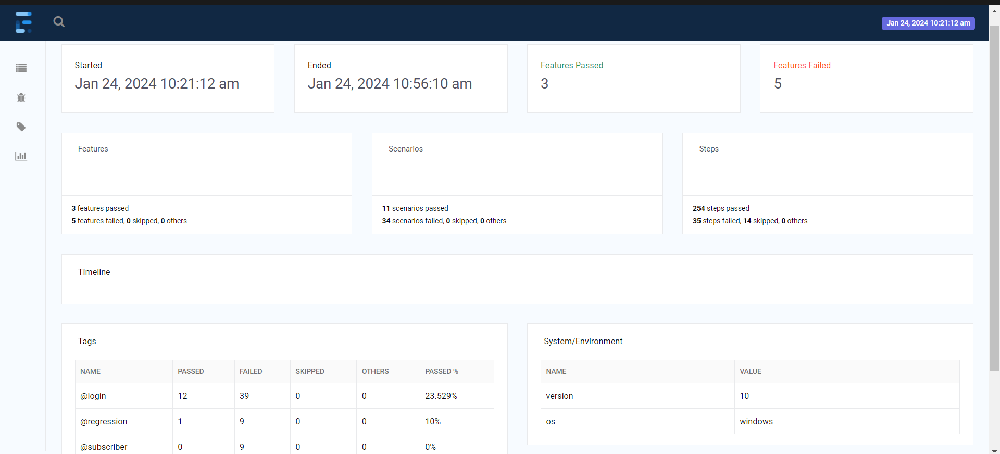 Jan 24, 2024 10:21:12 am
Started
Jan 24, 2024 10:21:12 am
Ended
Jan 24, 2024 10:56:10 am
Features Passed
3
Features Failed
5
Features
3 features passed
5 features failed, 0 skipped, 0 others
Scenarios
11 scenarios passed
34 scenarios failed, 0 skipped, 0 others
Steps
254 steps passed
35 steps failed, 14 skipped, 0 others
Timeline
Tags
NAME PASSED FAILED SKIPPED OTHERS PASSED %
@login 12 39 0 0 23.529%
@regression 1 9 0 0 10%
@subscriber 0 9 0 0 0%
System/Environment
NAME VALUE
version 10
os windows